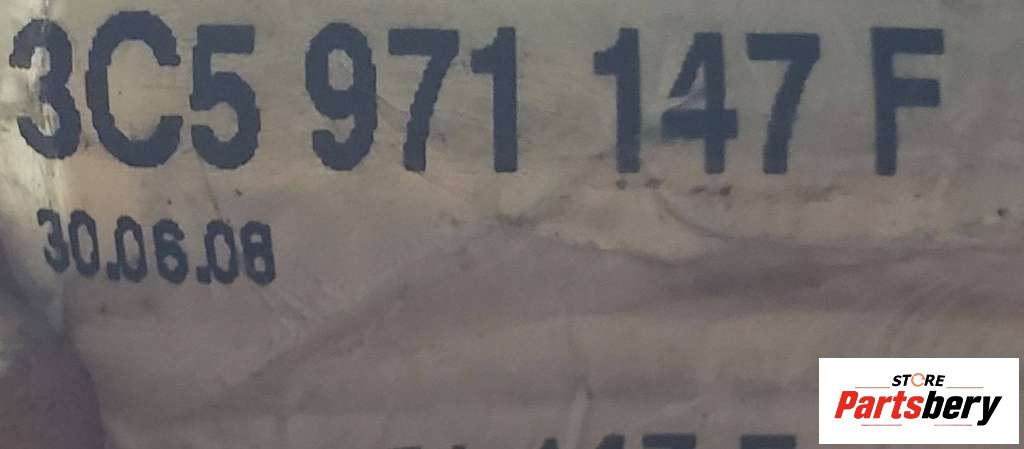 3C5 971 147 F
30.06.08
STORE
Partsbery